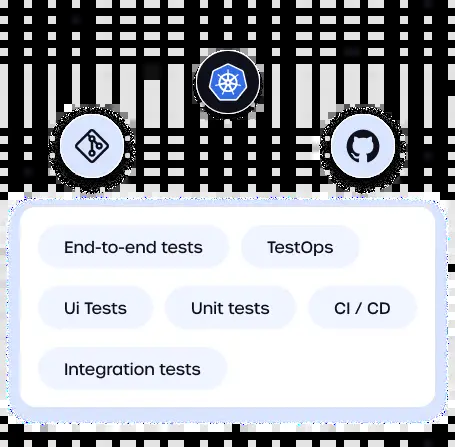 End-to-end tests
TestOps
Ui Tests
Unit tests
CI / CD
Integration tests